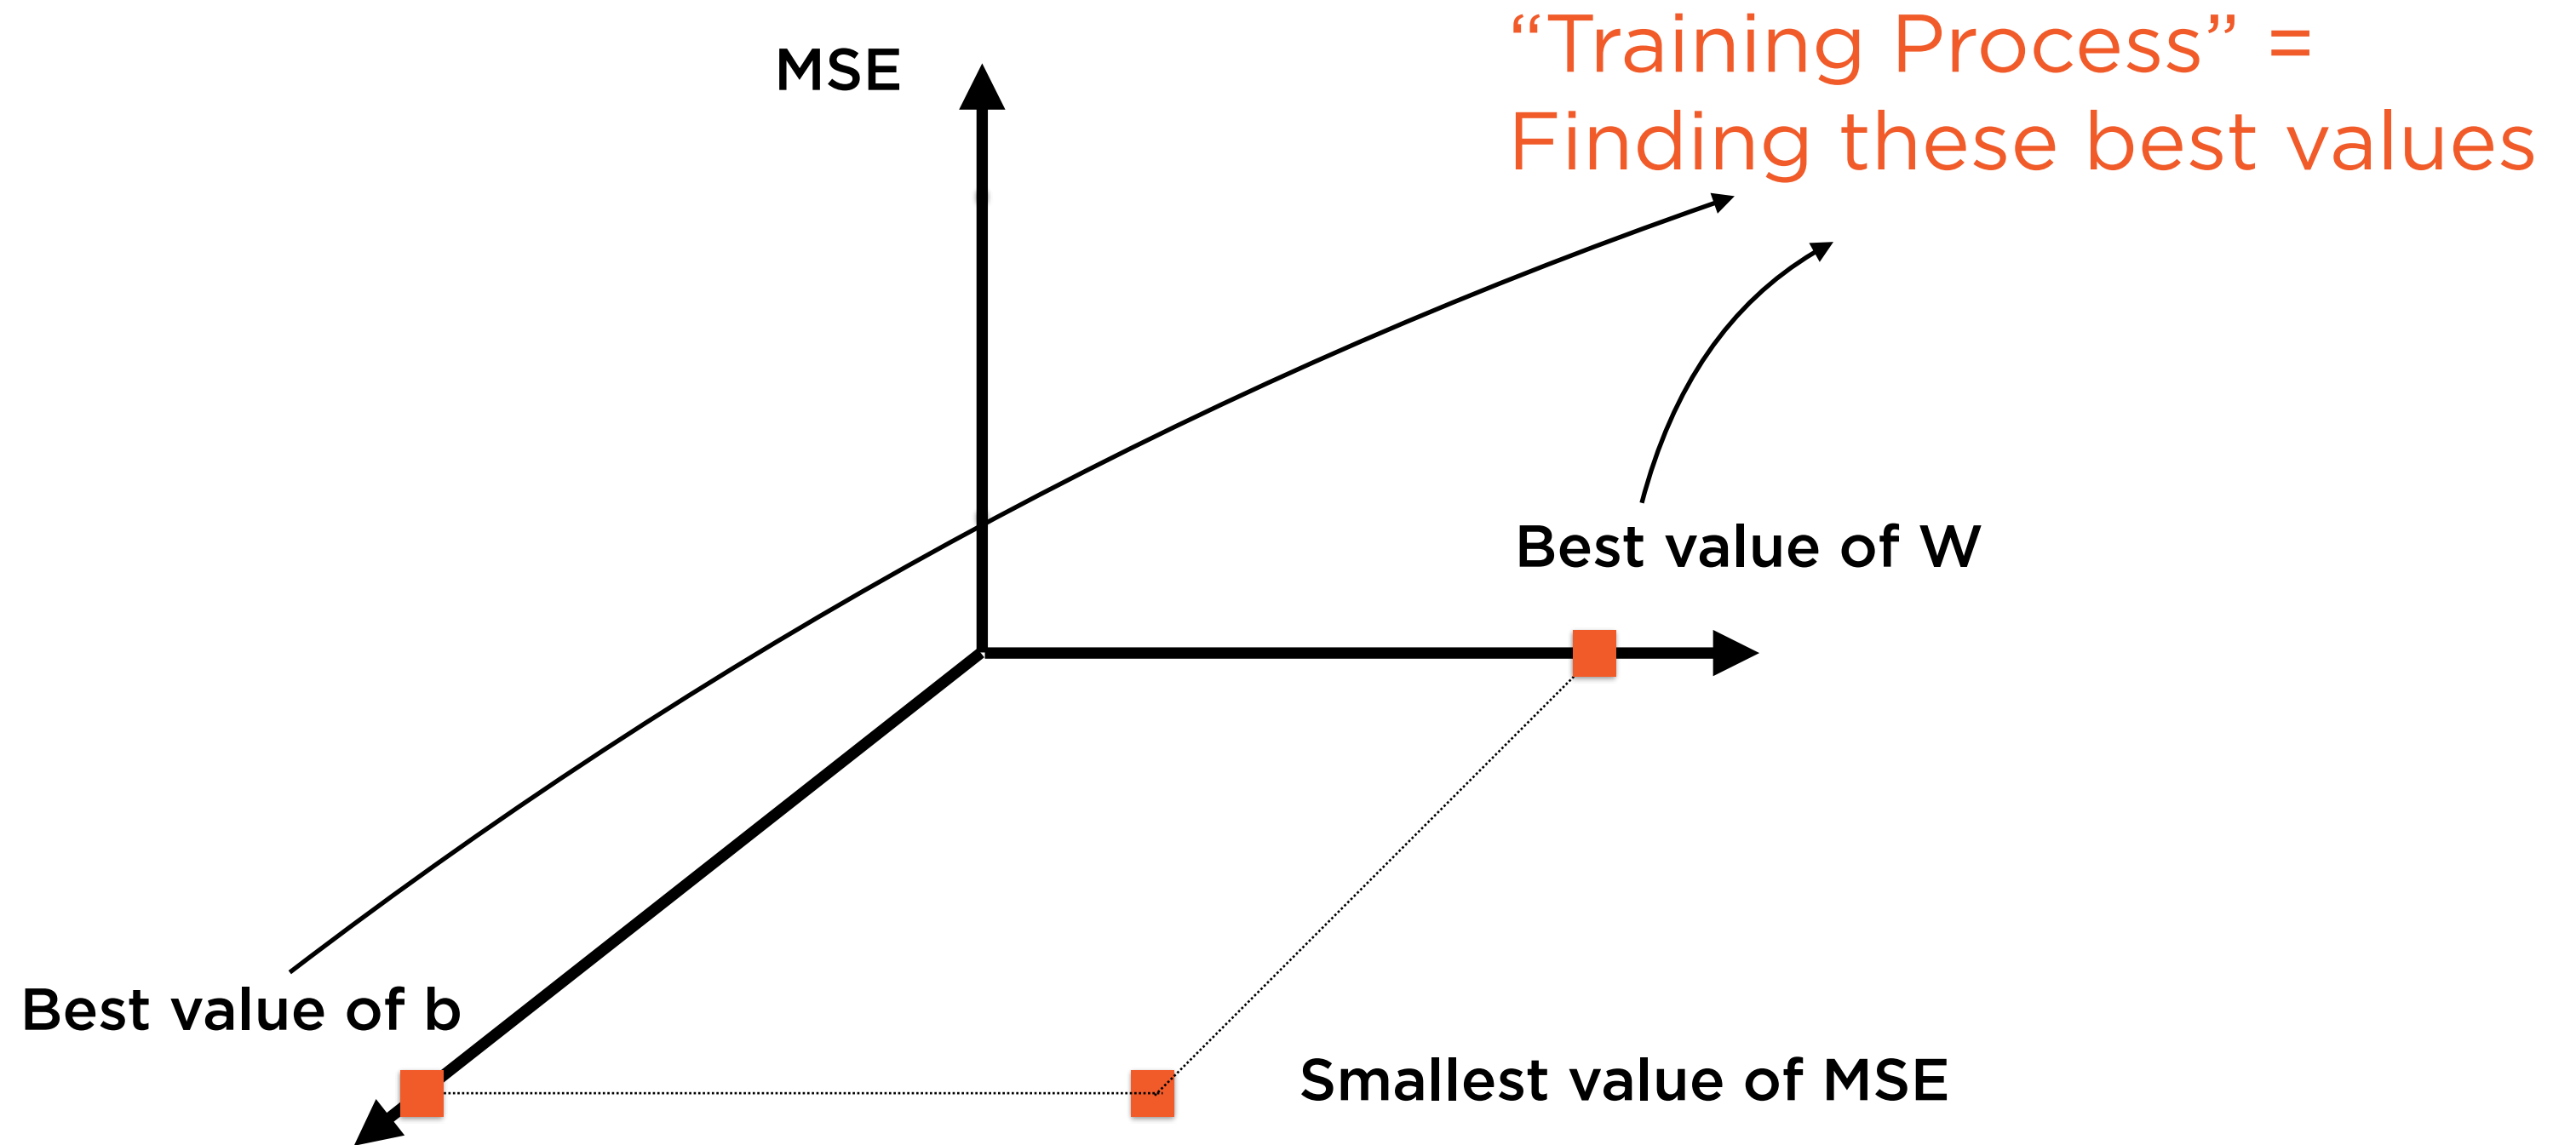 “Training Process” =
Finding these best values
MSE
Best value of W
Best value of b
Smallest value of MSE